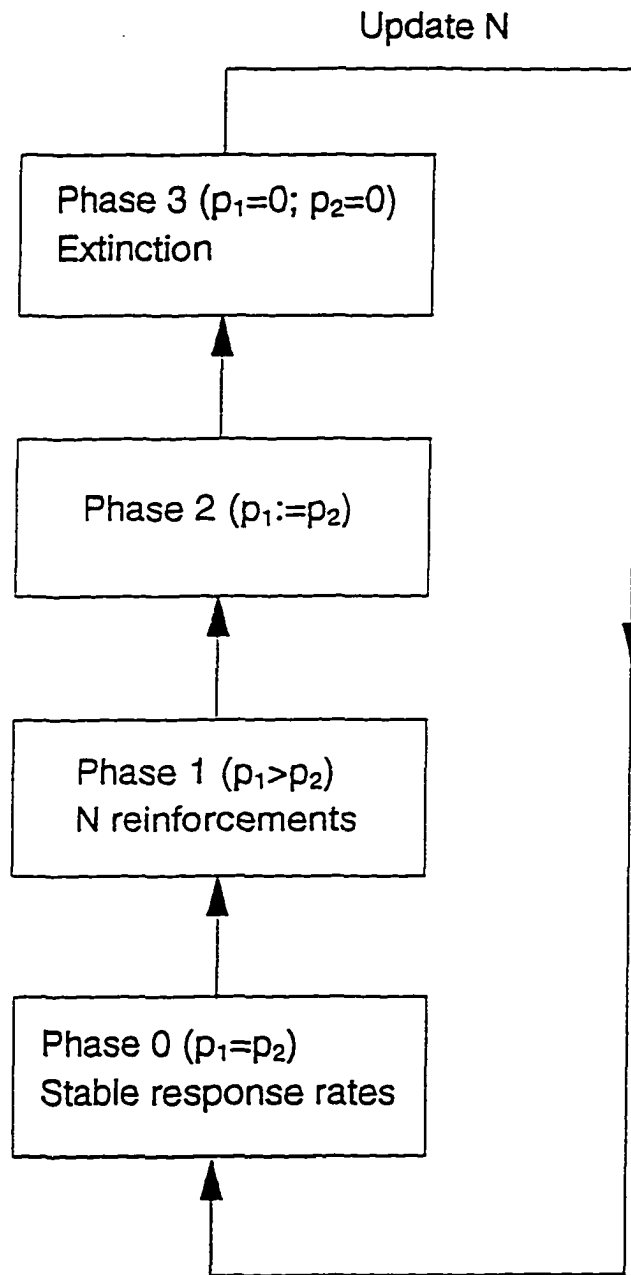 Update N
Phase 3 (p₁=0; p₂=0)
Extinction
Phase 2 (p₁:=p₂)
Phase 1 (p₁>p₂)
N reinforcements
Phase 0 (p₁=p₂)
Stable response rates